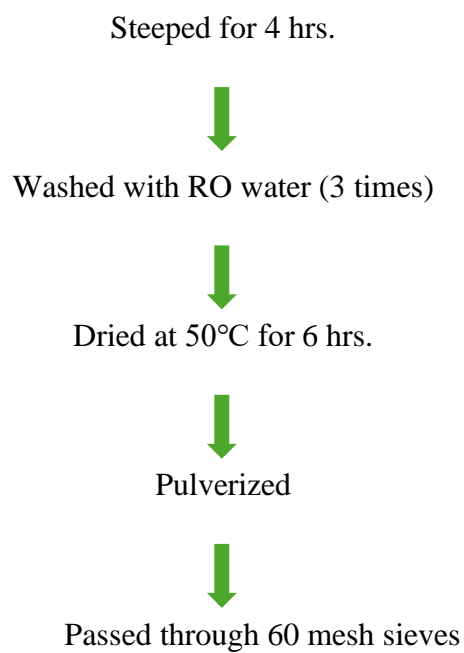 Steeped for 4 hrs.
Washed with RO water (3 times)
Dried at 50°C for 6 hrs.
Pulverized
Passed through 60 mesh sieves